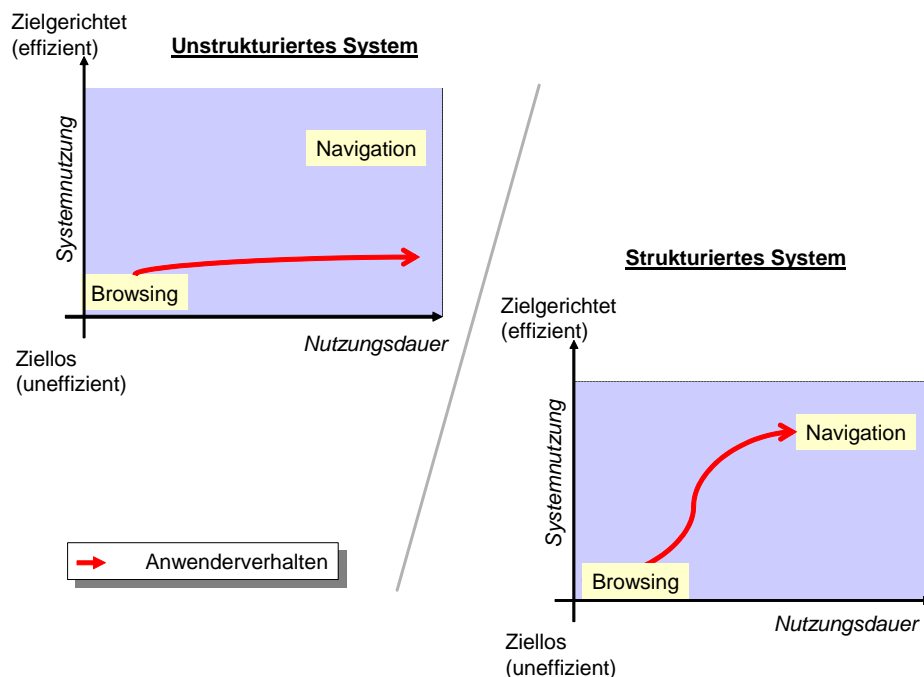 Zielgerichtet
(effizient)
Unstrukturiertes System
Systemnutzung
Navigation
Browsing
Nutzungsdauer
Ziellos
(uneffizient)
Strukturiertes System
Zielgerichtet
(effizient)
Systemnutzung
Navigation
Browsing
Nutzungsdauer
Ziellos
(uneffizient)
Anwenderverhalten